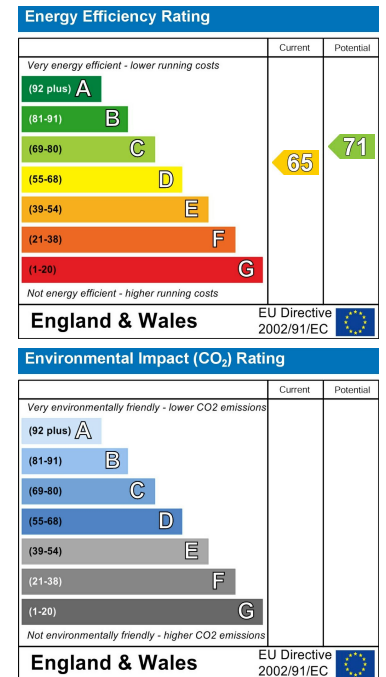 Energy Efficiency Rating
Current Potential
Very energy efficient - lower running costs
(92 plus) A
(81-91) B
(69-80) C
(55-68) D
(39-54) E
(21-38) F
(1-20) G
65
71
Not energy efficient - higher running costs
England & Wales
EU Directive
2002/91/EC
Environmental Impact (CO₂) Rating
Current Potential
Very environmentally friendly - lower CO2 emissions
(92 plus) A
(81-91) B
(69-80) C
(55-68) D
(39-54) E
(21-38) F
(1-20) G
Not environmentally friendly - higher CO2 emissions
England & Wales
EU Directive
2002/91/EC